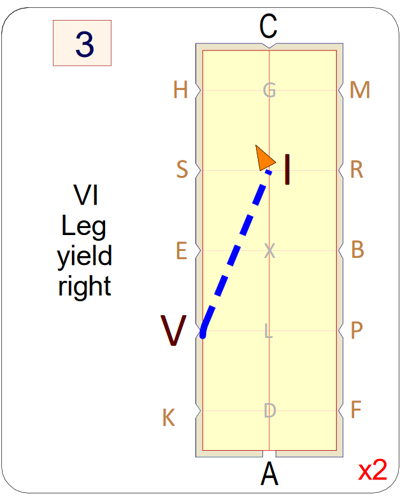 3
C
H G M
S I R
VI
Leg
yield
right
E X B
V L P
K D F
A
x2